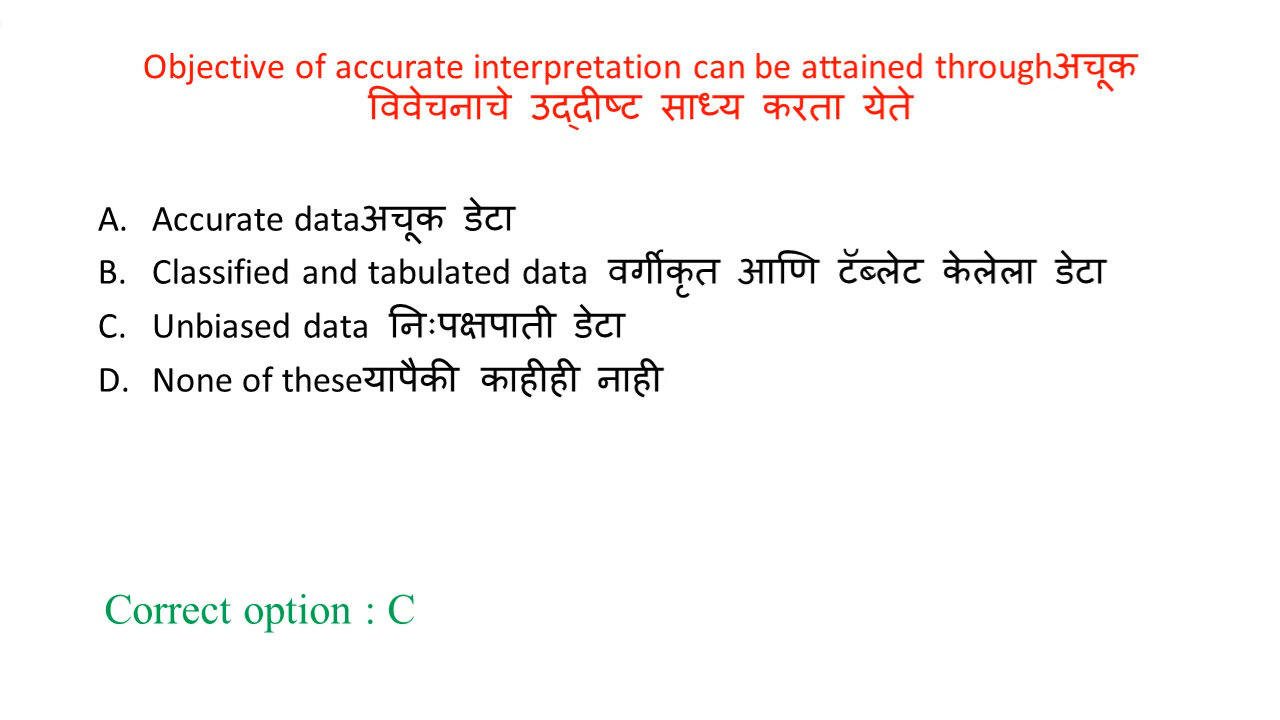 Objective of accurate interpretation can be attained throughअचूक
विवेचनाचे उद्दीष्ट साध्य करता येते
A. Accurate dataअचूक डेटा
B. Classified and tabulated data वर्गीकृत आणि टॅब्लेट केलेला डेटा
C. Unbiased data निःपक्षपाती डेटा
D. None of theseयापैकी काहीही नाही
Correct option : C